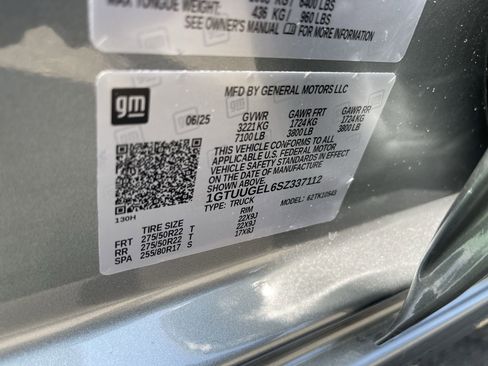 MAX TONGUE WEIGHT
KG / 6400 LBS
436 KG / 960 LBS
SEE OWNER'S MANUAL FOR MORE INFORMATION
gm
MFD BY GENERAL MOTORS LLC
06/25 GVWR GAWR FRT GAWR RR
3221 KG 1724 KG 1724 KG
7100 LB 3800 LB 3800 LB
THIS VEHICLE CONFORMS TO ALL
APPLICABLE U.S. FEDERAL MOTOR
VEHICLE SAFETY STANDARDS IN
EFFECT ON THE DATE OF MANUFACTURE
SHOWN ABOVE.
1GTUUGEL6SZ337112
TYPE: TRUCK MODEL: 62TK10543
130H
TIRE SIZE RIM
FRT 275/50R22 T 22X9J
RR 275/50R22 T 22X9J
SPA 255/80R17 S 17X8J